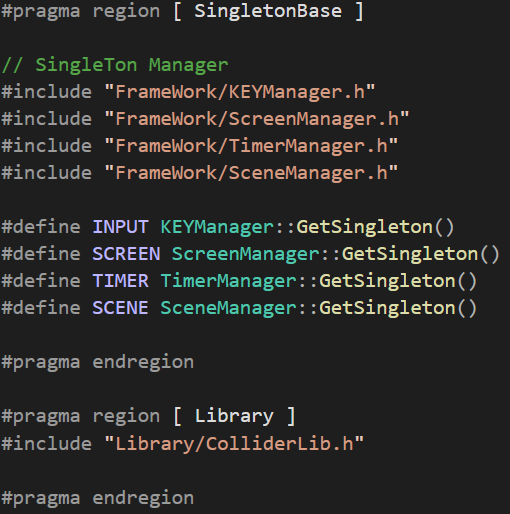 #pragma region [ SingletonBase ]
// SingleTon Manager
#include "FrameWork/KEYManager.h"
#include "FrameWork/ScreenManager.h"
#include "FrameWork/TimerManager.h"
#include "FrameWork/SceneManager.h"
#define INPUT KEYManager::GetSingleton()
#define SCREEN ScreenManager::GetSingleton()
#define TIMER TimerManager::GetSingleton()
#define SCENE SceneManager::GetSingleton()
#pragma endregion
#pragma region [ Library ]
#include "Library/ColliderLib.h"
#pragma endregion